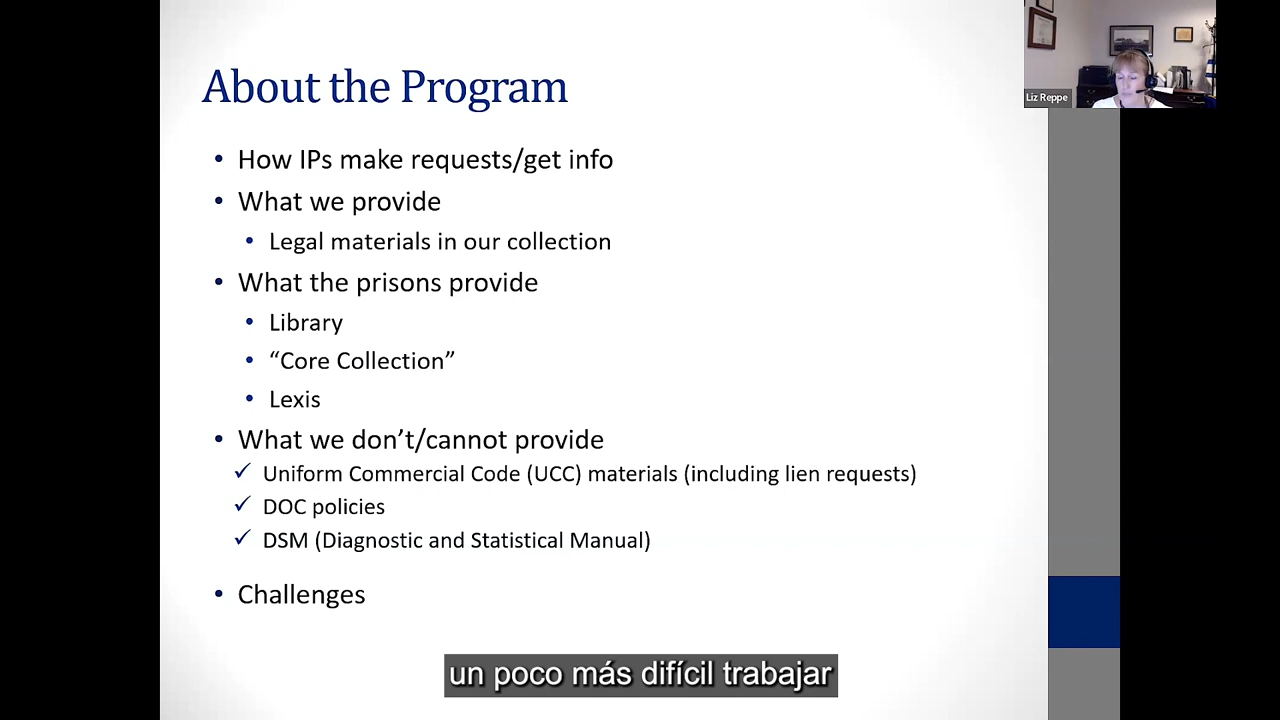 About the Program
• How IPs make requests/get info
• What we provide
• Legal materials in our collection
• What the prisons provide
• Library
• “Core Collection”
• Lexis
• What we don’t/cannot provide
✓ Uniform Commercial Code (UCC) materials (including lien requests)
✓ DOC policies
✓ DSM (Diagnostic and Statistical Manual)
• Challenges
Liz Reppe
un poco más difícil trabajar